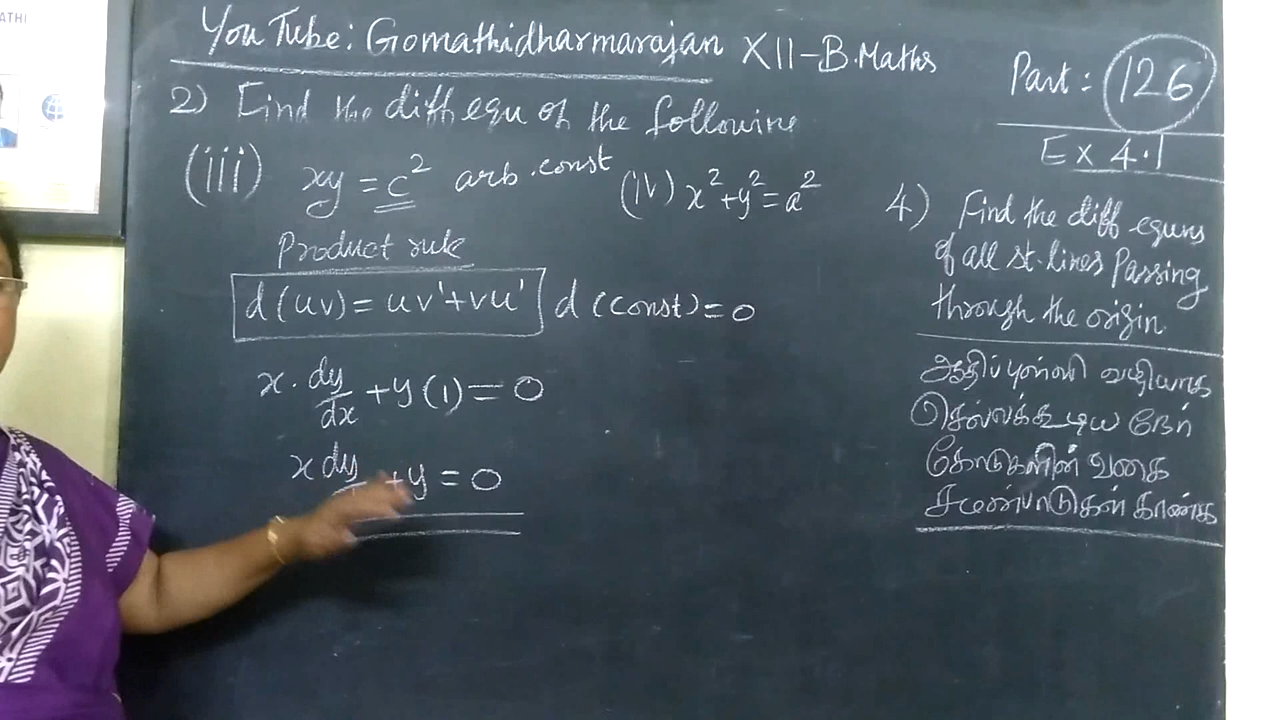 ATHI
YouTube: Gomathidharmarajan XII-B.Maths
Part: 126
Ex 4.1
2) Find the diff equ of the following
(iii) xy = c² arb.const
(iv) x²+y²=a²
Product rule
d(uv)=uv'+vu' d(const)=0
x. dy/dx +y(1)=0
x dy +y=0
4) Find the diff equns
of all st.lines Passing
through the origin.
ஆதிப்புள்ளி வழியாக
செல்லக்கூடிய நேர்
கோடுகளின் வகை
சமன்பாடுகள் காண்க